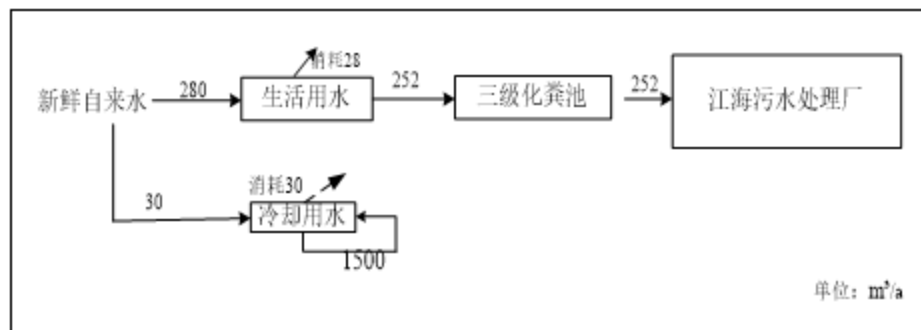 消耗28
新鲜自来水
280
生活用水
252
三级化粪池
252
江海污水处理厂
消耗30
30
冷却用水
1500
单位：m³/a